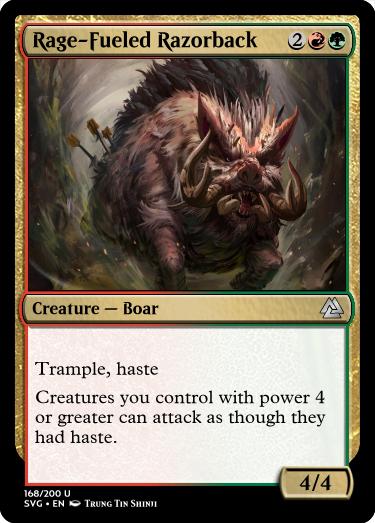 Rage-Fueled Razorback 2
Creature — Boar
Trample, haste
Creatures you control with power 4
or greater can attack as though they
had haste.
4/4
168/200 U
SVG • EN Trung Tin Shinji